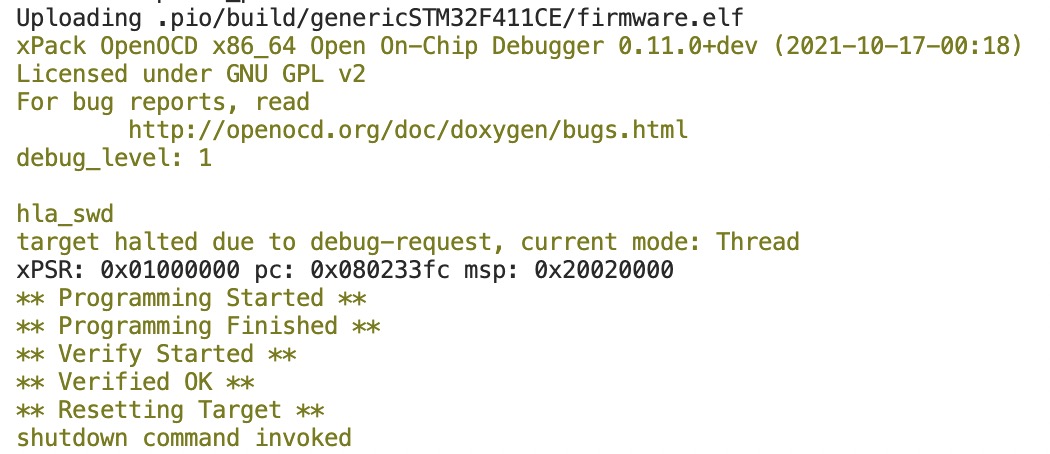 Uploading .pio/build/genericSTM32F411CE/firmware.elf
xPack OpenOCD x86_64 Open On-Chip Debugger 0.11.0+dev (2021-10-17-00:18)
Licensed under GNU GPL v2
For bug reports, read
        http://openocd.org/doc/doxygen/bugs.html
debug_level: 1

hla_swd
target halted due to debug-request, current mode: Thread
xPSR: 0x01000000 pc: 0x080233fc msp: 0x20020000
** Programming Started **
** Programming Finished **
** Verify Started **
** Verified OK **
** Resetting Target **
shutdown command invoked